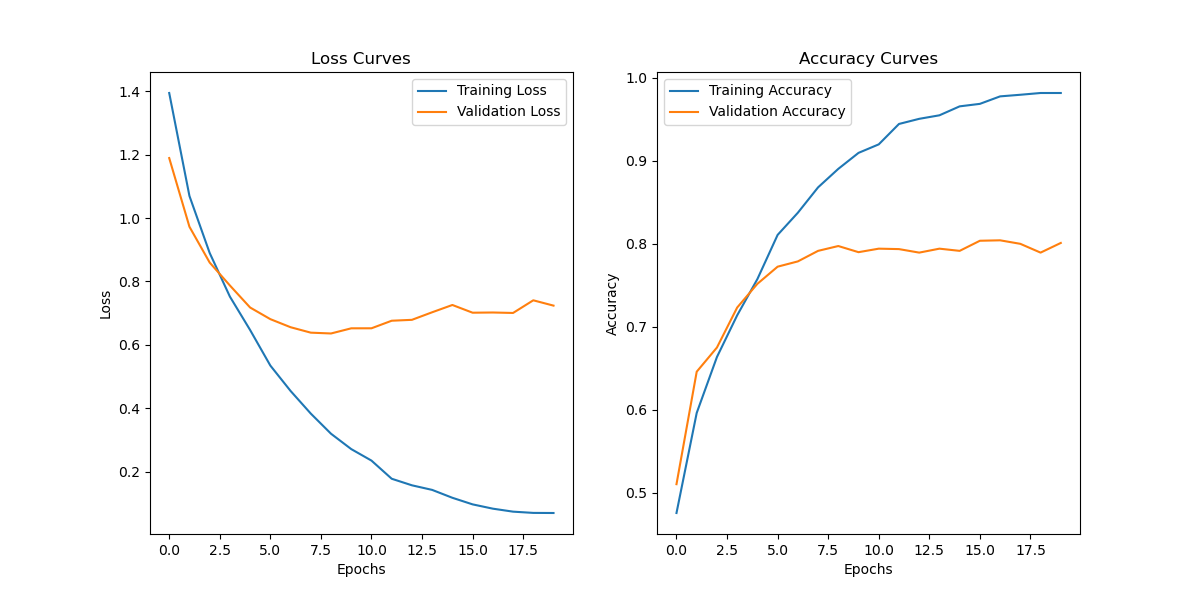 Loss Curves
Training Loss
Validation Loss
1.4
1.2
1.0
0.8
0.6
0.4
0.2
Loss
0.0 2.5 5.0 7.5 10.0 12.5 15.0 17.5
Epochs
Accuracy Curves
Training Accuracy
Validation Accuracy
1.0
0.9
0.8
0.7
0.6
0.5
Accuracy
0.0 2.5 5.0 7.5 10.0 12.5 15.0 17.5
Epochs